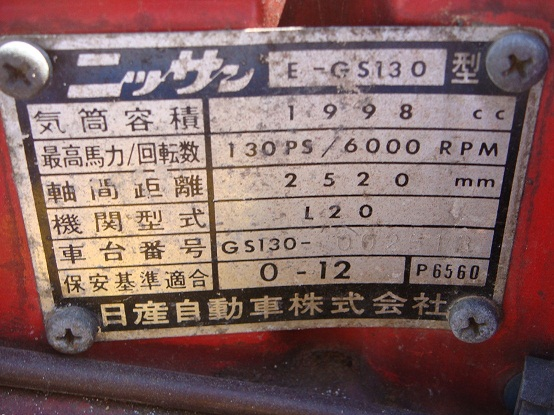 ニッサン E-GS130 型
気筒容積 1998 cc
最高馬力/回転数 130PS/6000 RPM
軸間距離 2520 mm
機関型式 L20
車台番号 GS130-
保安基準適合 0-12 P6560
日産自動車株式会社